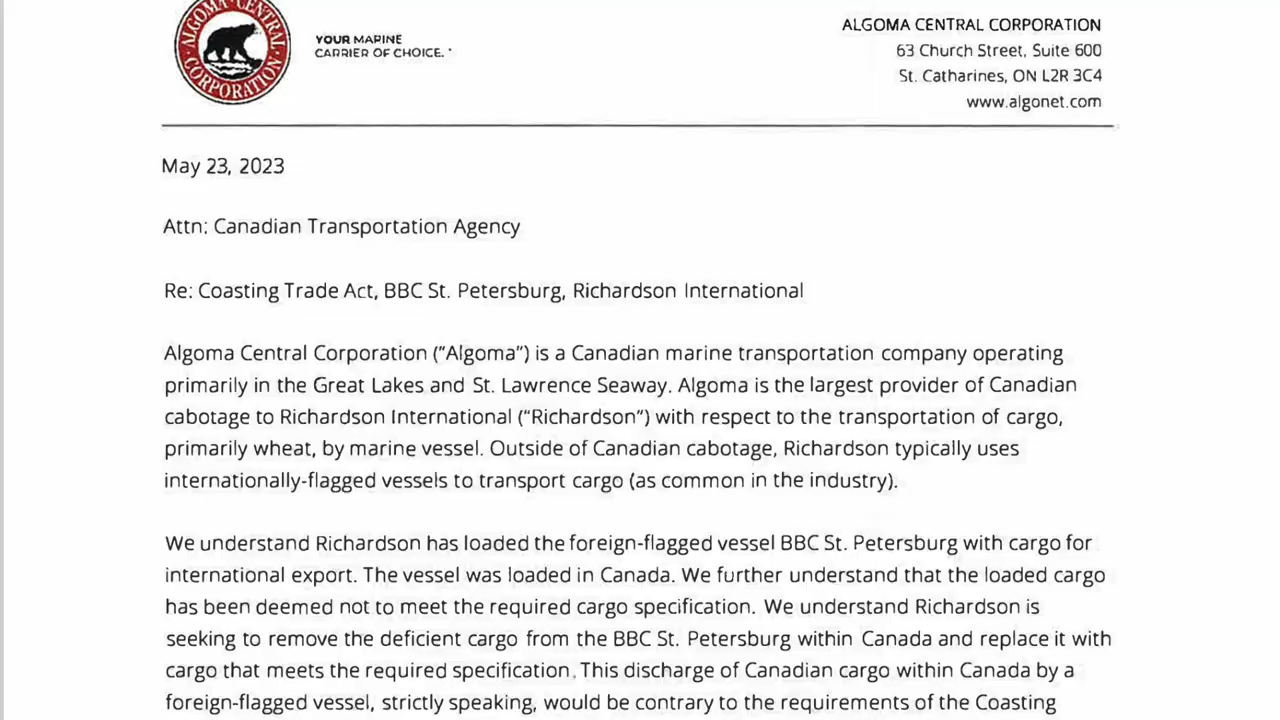 ALGOMA CENTRAL
CORPORATION
YOUR MARINE
CARRIER OF CHOICE.
ALGOMA CENTRAL CORPORATION
63 Church Street, Suite 600
St. Catharines, ON L2R 3C4
www.algonet.com
May 23, 2023
Attn: Canadian Transportation Agency
Re: Coasting Trade Act, BBC St. Petersburg, Richardson International
Algoma Central Corporation ("Algoma") is a Canadian marine transportation company operating
primarily in the Great Lakes and St. Lawrence Seaway. Algoma is the largest provider of Canadian
cabotage to Richardson International ("Richardson") with respect to the transportation of cargo,
primarily wheat, by marine vessel. Outside of Canadian cabotage, Richardson typically uses
internationally-flagged vessels to transport cargo (as common in the industry).
We understand Richardson has loaded the foreign-flagged vessel BBC St. Petersburg with cargo for
international export. The vessel was loaded in Canada. We further understand that the loaded cargo
has been deemed not to meet the required cargo specification. We understand Richardson is
seeking to remove the deficient cargo from the BBC St. Petersburg within Canada and replace it with
cargo that meets the required specification. This discharge of Canadian cargo within Canada by a
foreign-flagged vessel, strictly speaking, would be contrary to the requirements of the Coasting